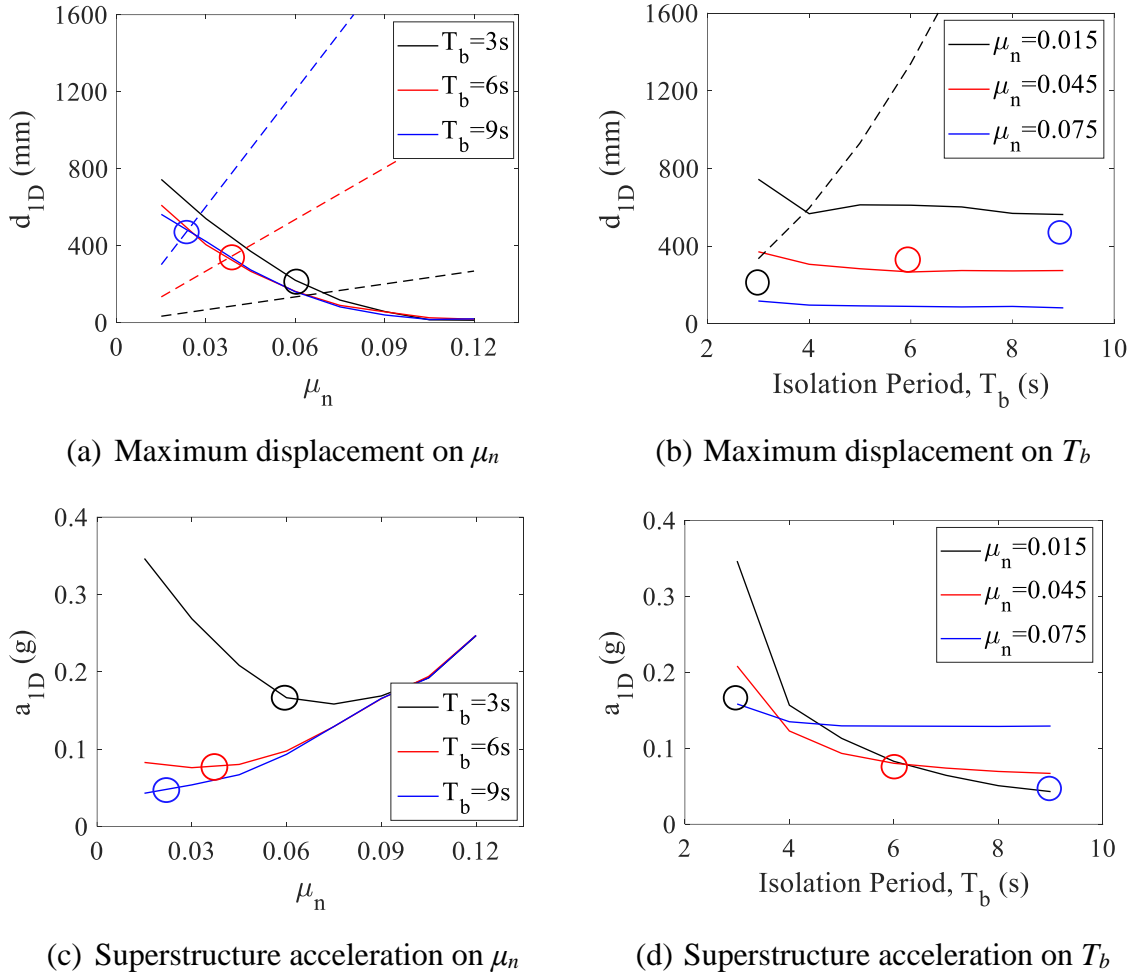 1600
1200
800
400
0
d1D (mm)
0
0.03
0.06
0.09
0.12
μn
Tb=3s
Tb=6s
Tb=9s
(a) Maximum displacement on μn
1600
1200
800
400
0
d1D (mm)
2
4
6
8
10
Isolation Period, Tb (s)
μn=0.015
μn=0.045
μn=0.075
(b) Maximum displacement on Tb
0.4
0.3
0.2
0.1
0
a1D (g)
0
0.03
0.06
0.09
0.12
μn
Tb=3s
Tb=6s
Tb=9s
(c) Superstructure acceleration on μn
0.4
0.3
0.2
0.1
0
a1D (g)
2
4
6
8
10
Isolation Period, Tb (s)
μn=0.015
μn=0.045
μn=0.075
(d) Superstructure acceleration on Tb